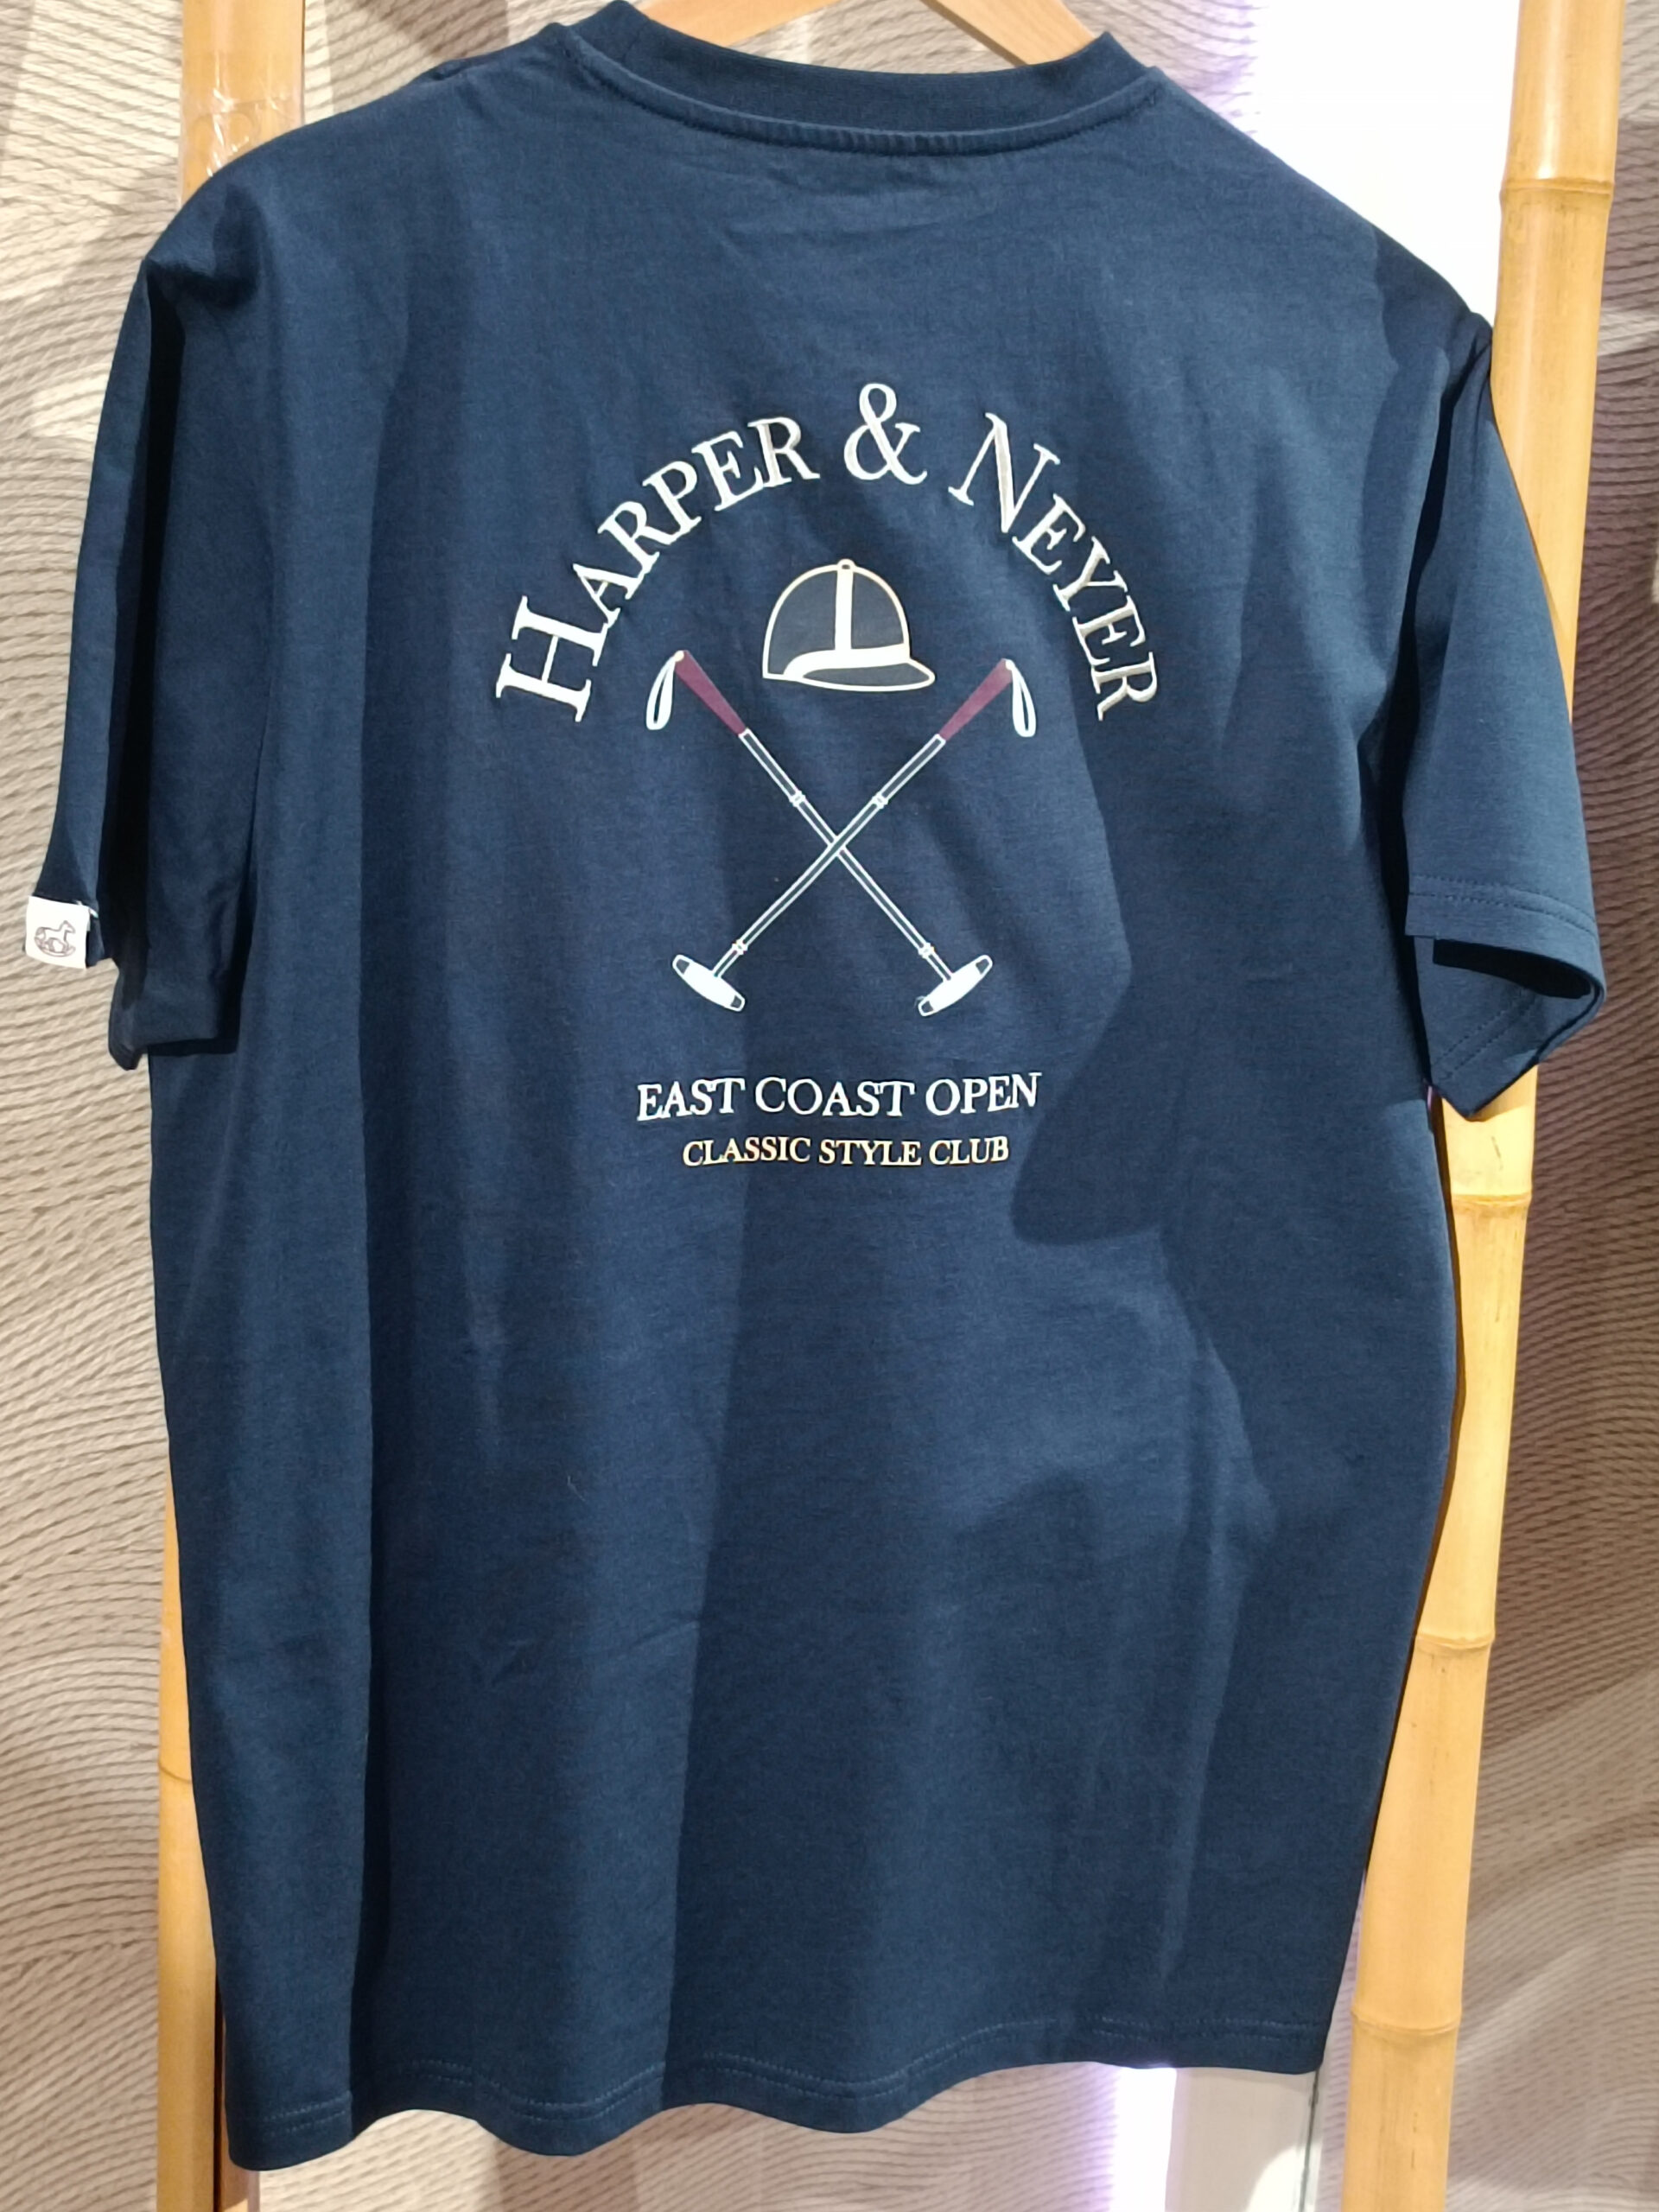 HARPER & NEYER
EAST COAST OPEN
CLASSIC STYLE CLUB